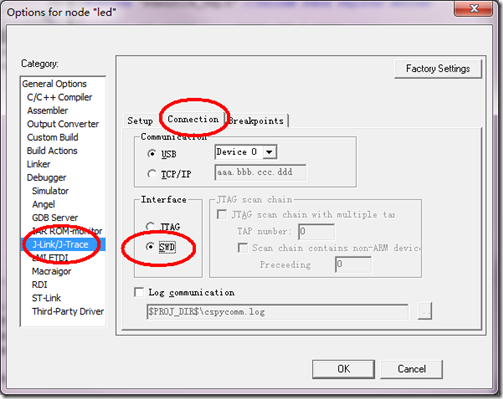 Options for node "led"
Category:
Factory Settings
General Options
C/C++ Compiler
Assembler
Output Converter
Custom Build
Build Actions
Linker
Debugger
Simulator
Angel
GDB Server
IAR ROM-monitor
J-Link/J-Trace
LMI FTDI
Macraigor
RDI
ST-Link
Third-Party Driver
Setup Connection Breakpoints
Communication
USB Device 0
TCP/IP aaa.bbb.ccc.ddd
Interface
JTAG
SWD
JTAG scan chain
JTAG scan chain with multiple tar
TAP number: 0
Scan chain contains non-ARM device
Preceeding 0
Log communication
$PROJ_DIR$\cspycomm.log
...
OK Cancel